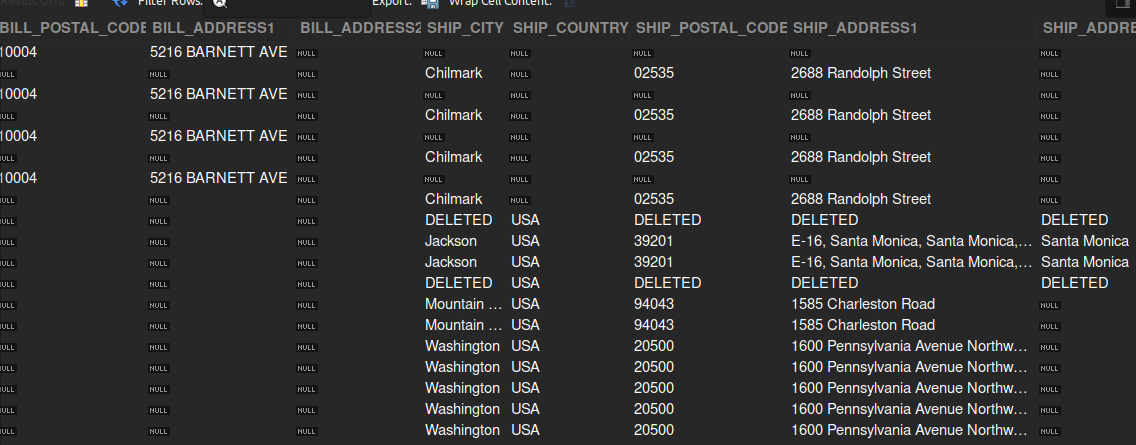 Result Grid Filter Rows: Export: Wrap Cell Content:
BILL_POSTAL_CODE BILL_ADDRESS1 BILL_ADDRESS2 SHIP_CITY SHIP_COUNTRY SHIP_POSTAL_CODE SHIP_ADDRESS1 SHIP_ADDRE
10004 5216 BARNETT AVE NULL NULL NULL NULL NULL NULL
NULL NULL NULL Chilmark NULL 02535 2688 Randolph Street NULL
10004 5216 BARNETT AVE NULL NULL NULL NULL NULL NULL
NULL NULL NULL Chilmark NULL 02535 2688 Randolph Street NULL
10004 5216 BARNETT AVE NULL NULL NULL NULL NULL NULL
NULL NULL NULL Chilmark NULL 02535 2688 Randolph Street NULL
10004 5216 BARNETT AVE NULL NULL NULL NULL NULL NULL
NULL NULL NULL Chilmark NULL 02535 2688 Randolph Street NULL
NULL NULL NULL DELETED USA DELETED DELETED DELETED
NULL NULL NULL Jackson USA 39201 E-16, Santa Monica, Santa Monica,... Santa Monica
NULL NULL NULL Jackson USA 39201 E-16, Santa Monica, Santa Monica,... Santa Monica
NULL NULL NULL DELETED USA DELETED DELETED DELETED
NULL NULL NULL Mountain ... USA 94043 1585 Charleston Road NULL
NULL NULL NULL Mountain ... USA 94043 1585 Charleston Road NULL
NULL NULL NULL Washington USA 20500 1600 Pennsylvania Avenue Northw... NULL
NULL NULL NULL Washington USA 20500 1600 Pennsylvania Avenue Northw... NULL
NULL NULL NULL Washington USA 20500 1600 Pennsylvania Avenue Northw... NULL
NULL NULL NULL Washington USA 20500 1600 Pennsylvania Avenue Northw... NULL
NULL NULL NULL Washington USA 20500 1600 Pennsylvania Avenue Northw... NULL